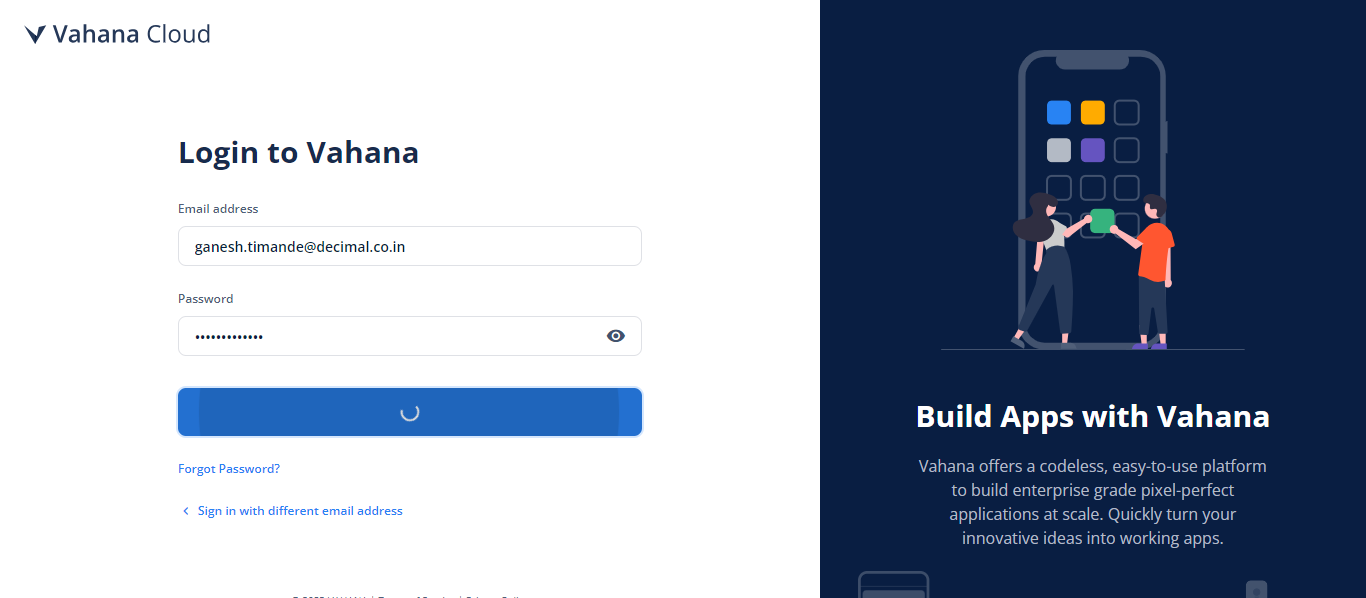 Vahana Cloud
Login to Vahana
Email address
ganesh.timande@decimal.co.in
Password
•••••••••••••
Forgot Password?
Sign in with different email address
Build Apps with Vahana
Vahana offers a codeless, easy-to-use platform
to build enterprise grade pixel-perfect
applications at scale. Quickly turn your
innovative ideas into working apps.